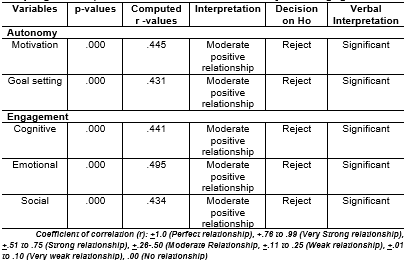 Variables p-values Computed Interpretation Decision Verbal
r -values on Ho Interpretation
Autonomy
Motivation .000 .445 Moderate Reject Significant
positive
relationship
Goal setting .000 .431 Moderate Reject Significant
positive
relationship
Engagement
Cognitive .000 .441 Moderate Reject Significant
positive
relationship
Emotional .000 .495 Moderate Reject Significant
positive
relationship
Social .000 .434 Moderate Reject Significant
positive
relationship
Coefficient of correlation (r): ±1.0 (Perfect relationship), +.76 to .99 (Very Strong relationship),
±.51 to .75 (Strong relationship), ±.26-.50 (Moderate Relationship, ±.11 to .25 (Weak relationship), ±.01
to .10 (Very weak relationship), .00 (No relationship)